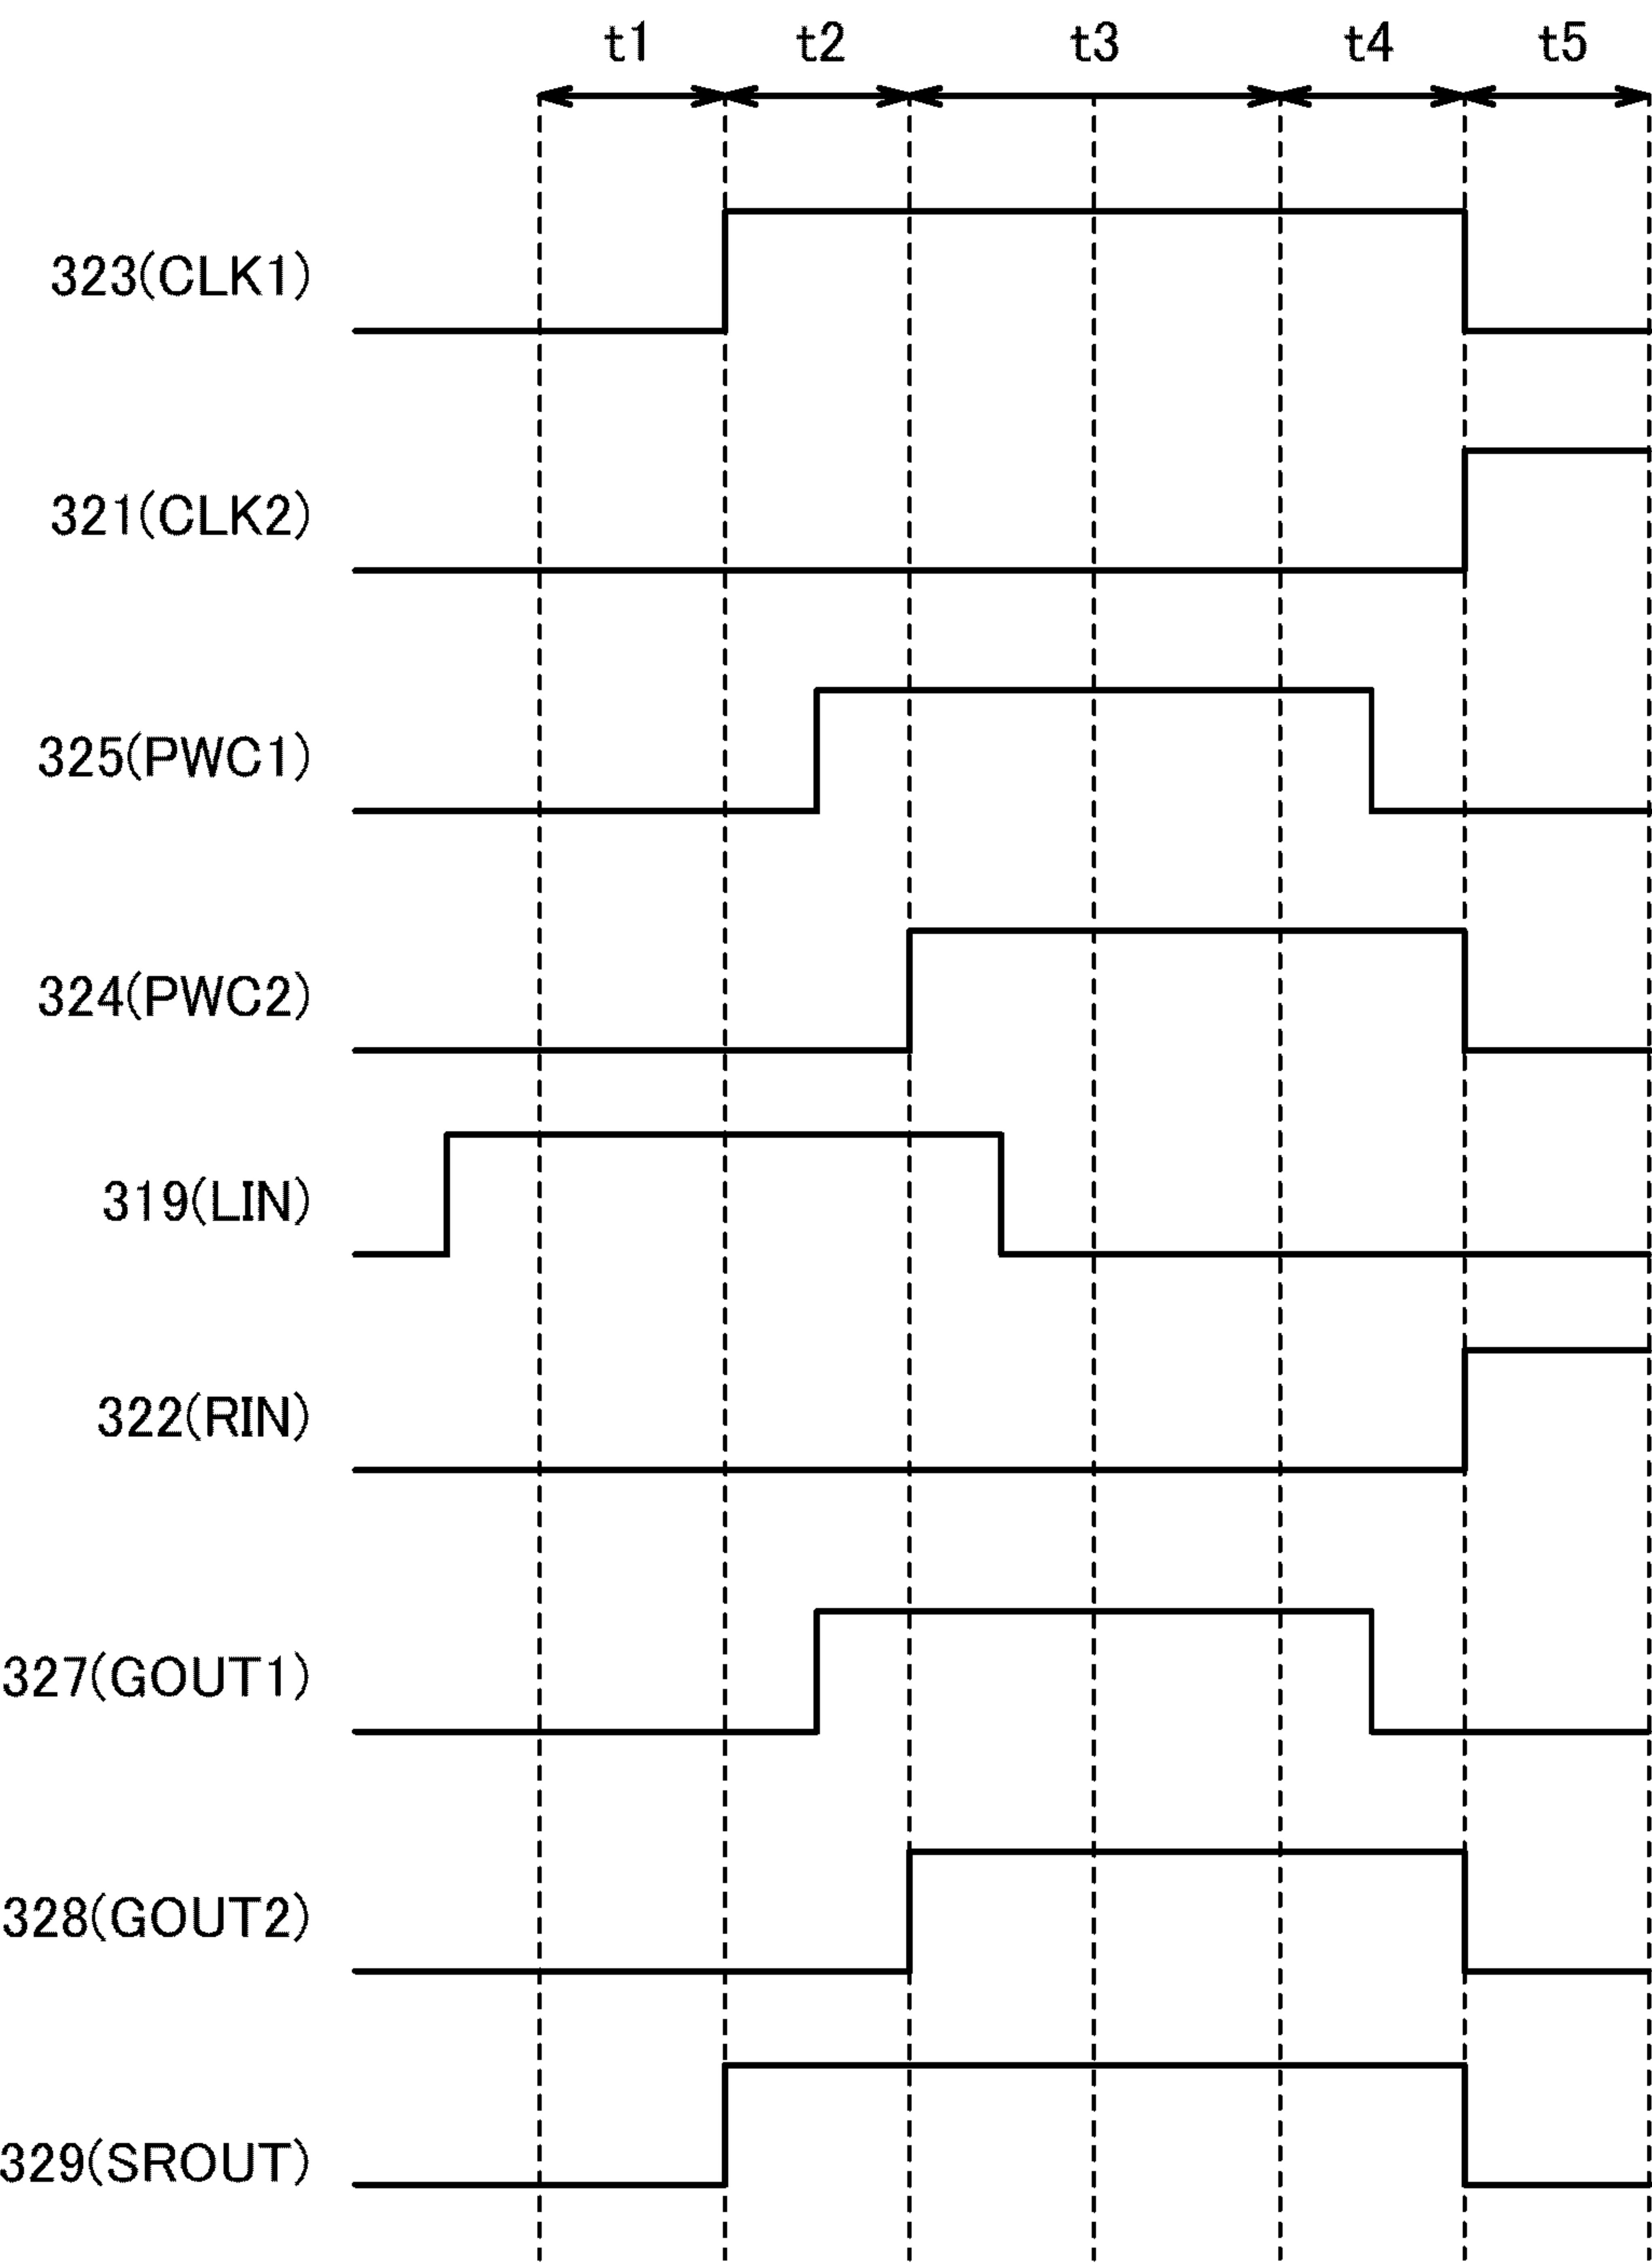 t1 t2 t3 t4 t5
323(CLK1)
321(CLK2)
325(PWC1)
324(PWC2)
319(LIN)
322(RIN)
327(GOUT1)
328(GOUT2)
329(SROUT)